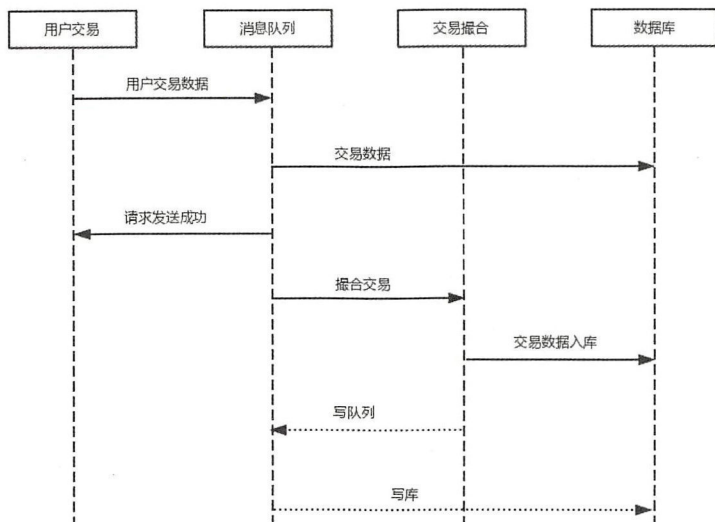 用户交易
消息队列
交易撮合
数据库
用户交易数据
交易数据
请求发送成功
撮合交易
交易数据入库
写队列
写库